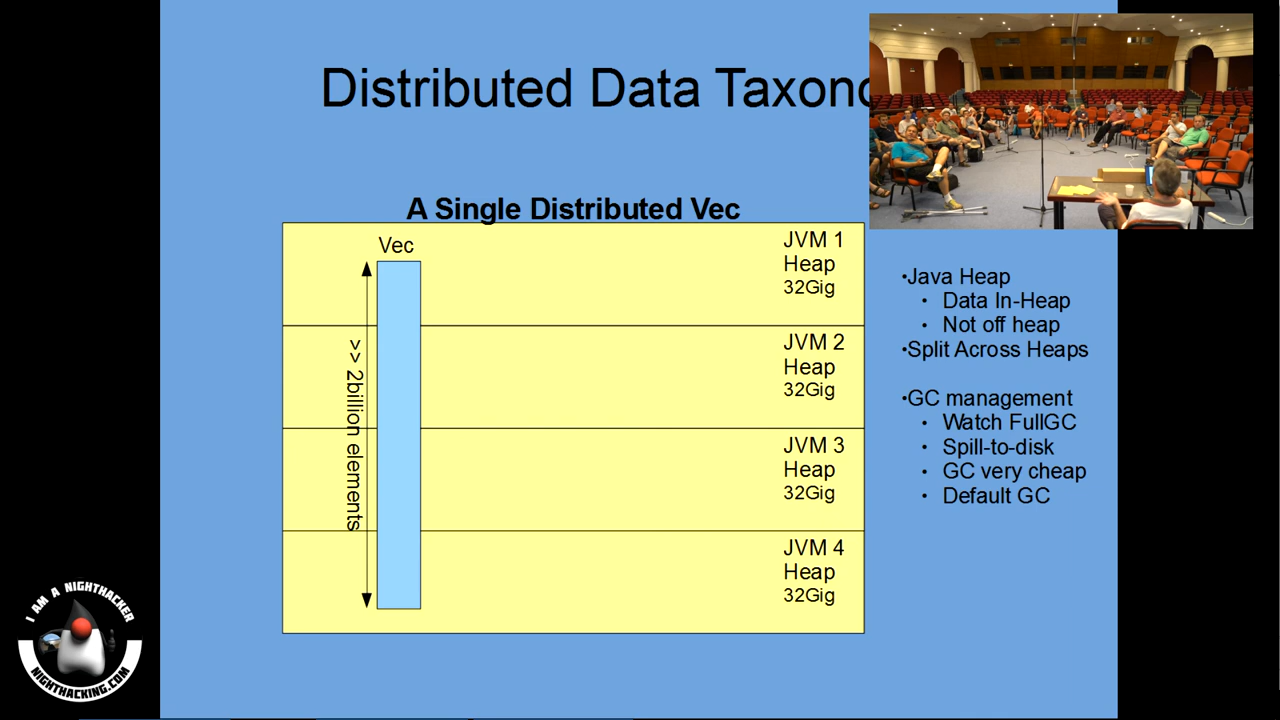 Distributed Data Taxono
A Single Distributed Vec
Vec
>> 2billion elements
JVM 1
Heap
32Gig
JVM 2
Heap
32Gig
JVM 3
Heap
32Gig
JVM 4
Heap
32Gig
•Java Heap
• Data In-Heap
• Not off heap
•Split Across Heaps
•GC management
• Watch FullGC
• Spill-to-disk
• GC very cheap
• Default GC
I AM A NIGHTHACKER
NIGHTHACKING.COM